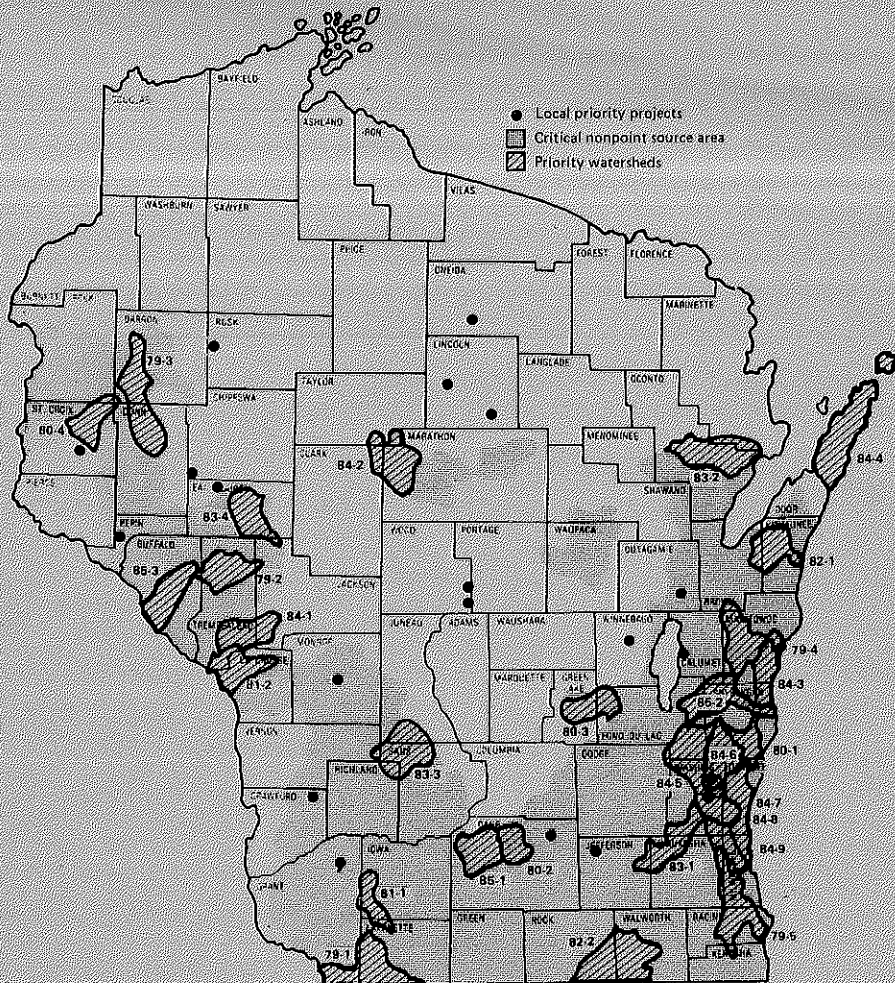 BAYFIELD
Local priority projects
ASHLAND
IRON
Critical nonpoint source area
Priority watersheds
VILAS
WASHBURN
SAWYER
PRICE
FOREST
FLORENCE
ONEIDA
MARINETTE
BARRON
RUSK
LINCOLN
79-3
LANGLADE
TAYLOR
OCONTO
CHIPPEWA
ST. CROIX
DUNN
80-4
MARATHON
MENOMINEE
CLARK
84-2
84-4
83-2
PIERCE
SHAWANO
83-4
DOOR
PEPIN
WOOD
PORTAGE
WAUPACA
BUFFALO
OUTAGAMIE
82-1
85-3
79-2
JACKSON
84-1
JUNEAU
ADAMS
WAUSHARA
WINNEBAGO
MONROE
79-4
CALUMET
81-2
MARQUETTE
GREEN
LAKE
84-3
85-2
80-3
FOND DU LAC
VERNON
SAUK
COLUMBIA
DODGE
80-1
84-6
RICHLAND
83-3
84-5
CRAWFORD
84-7
84-8
IOWA
JEFFERSON
84-9
83-1
GRANT
85-1
80-2
81-1
GREEN
ROCK
WALWORTH
RACINE
79-5
82-2
79-1
KENOSHA